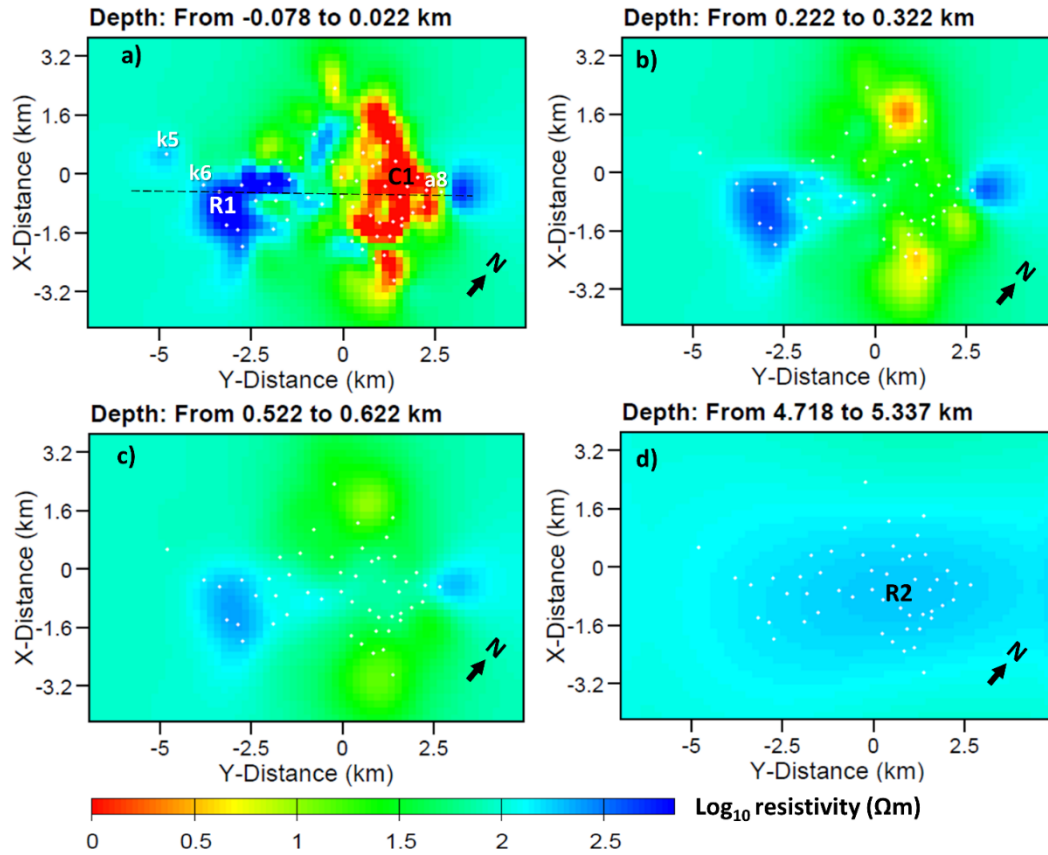 Depth: From -0.078 to 0.022 km
a)
k5
k6
R1
C1
a8
N
3.2
1.6
0
-1.6
-3.2
X-Distance (km)
-5
-2.5
0
2.5
Y-Distance (km)
Depth: From 0.222 to 0.322 km
b)
N
3.2
1.6
0
-1.6
-3.2
X-Distance (km)
-5
-2.5
0
2.5
Y-Distance (km)
Depth: From 0.522 to 0.622 km
c)
N
3.2
1.6
0
-1.6
-3.2
X-Distance (km)
-5
-2.5
0
2.5
Y-Distance (km)
Depth: From 4.718 to 5.337 km
d)
R2
N
3.2
1.6
0
-1.6
-3.2
X-Distance (km)
-5
-2.5
0
2.5
Y-Distance (km)
Log10 resistivity (Ωm)
0
0.5
1
1.5
2
2.5